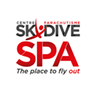 CENTRE PARACHUTISME
SKYDIVE
SPA
The place to fly out